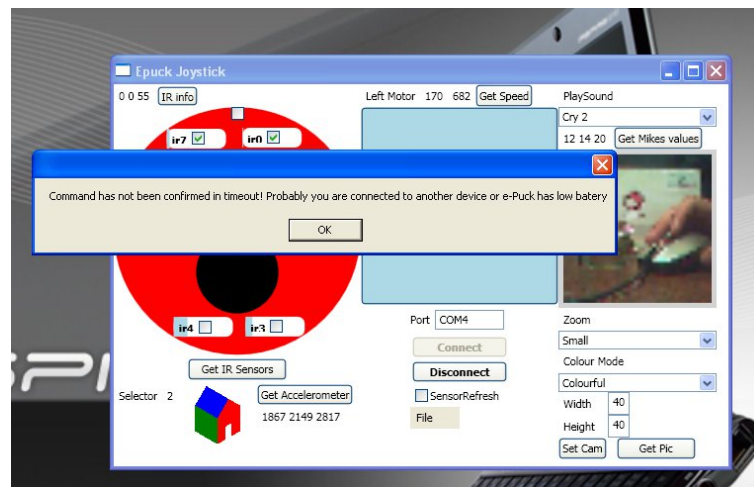 Epuck Joystick
0 0 55 IR info
Left Motor 170 682 Get Speed
PlaySound
Cry 2
ir7 ir0
12 14 20 Get Mikes values
Command has not been confirmed in timeout! Probably you are connected to another device or e-Puck has low batery
OK
ir4 ir3
Port COM4
Zoom
Small
Connect
Colour Mode
Get IR Sensors
Disconnect
Colourful
Selector 2
Get Accelerometer
SensorRefresh
Width 40
1867 2149 2817
File
Height 40
Set Cam Get Pic